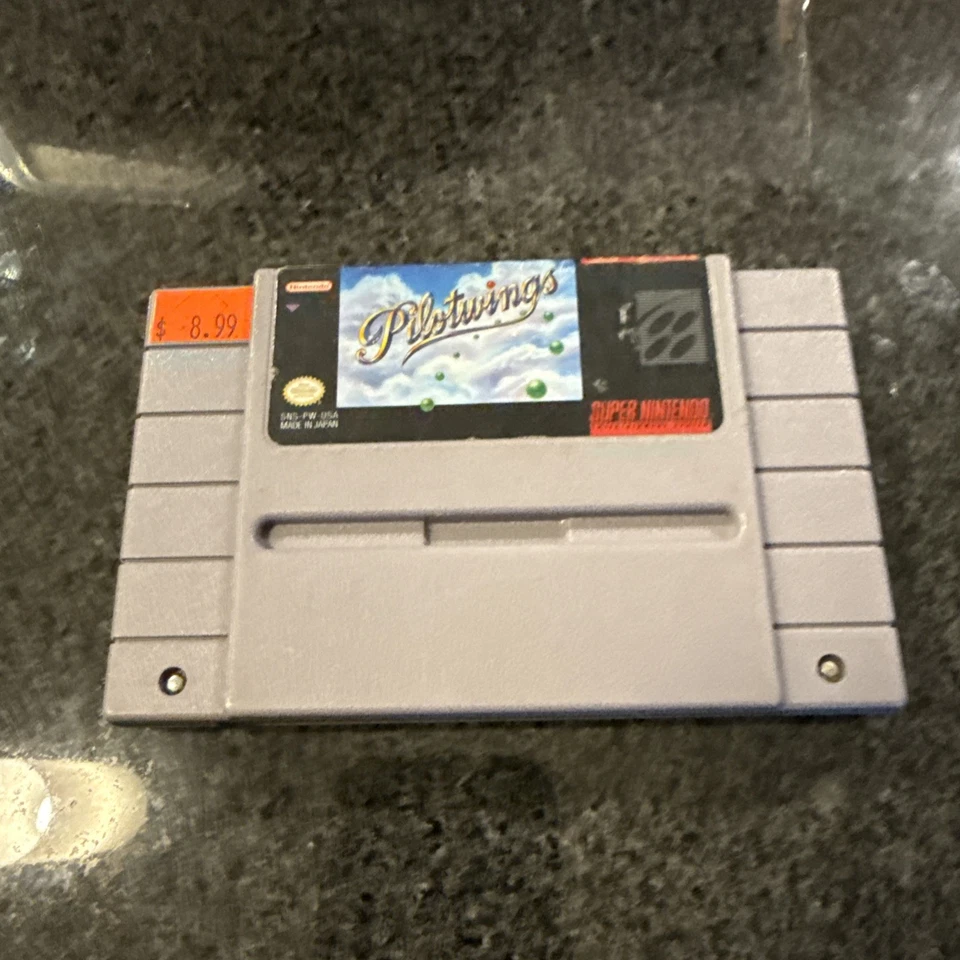 $ 8.99
Nintendo
Pilotwings
SNS-PW-USA
MADE IN JAPAN
SUPER NINTENDO